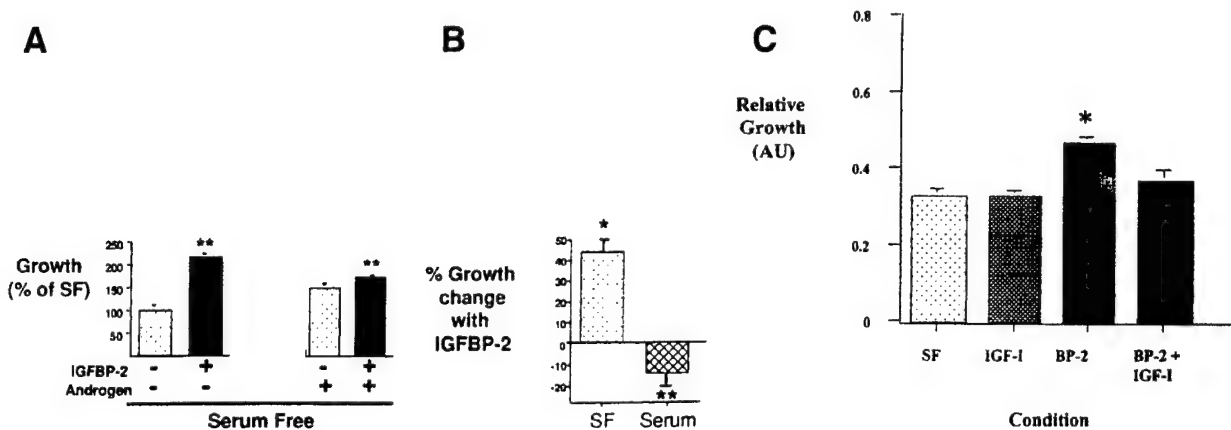 A
Growth
(% of SF)
250
200
150
100
50
**
**
IGFBP-2 - + - +
Androgen - - + +
Serum Free
B
% Growth
change
with
IGFBP-2
50
40
30
20
10
0
-10
-20
*
**
SF Serum
C
Relative
Growth
(AU)
0.8
0.6
0.4
0.2
0
*
SF IGF-I BP-2 BP-2 +
IGF-I
Condition